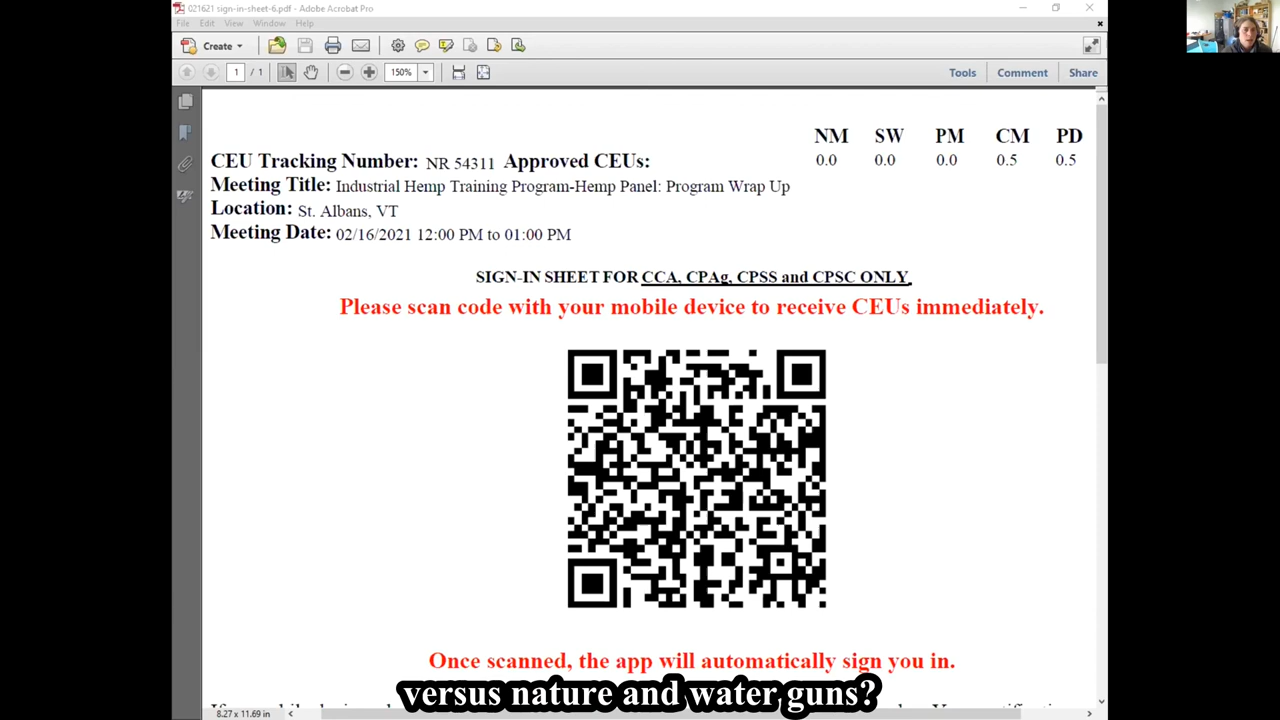 021621 sign-in-sheet-6.pdf - Adobe Acrobat Pro
File Edit View Window Help
Create
1 / 1 150% Tools Comment Share
NM SW PM CM PD
CEU Tracking Number: NR 54311 Approved CEUs: 0.0 0.0 0.0 0.5 0.5
Meeting Title: Industrial Hemp Training Program-Hemp Panel: Program Wrap Up
Location: St. Albans, VT
Meeting Date: 02/16/2021 12:00 PM to 01:00 PM
SIGN-IN SHEET FOR CCA, CPAg, CPSS and CPSC ONLY.
Please scan code with your mobile device to receive CEUs immediately.
Once scanned, the app will automatically sign you in.
versus nature and water guns?
8.27 x 11.69 in